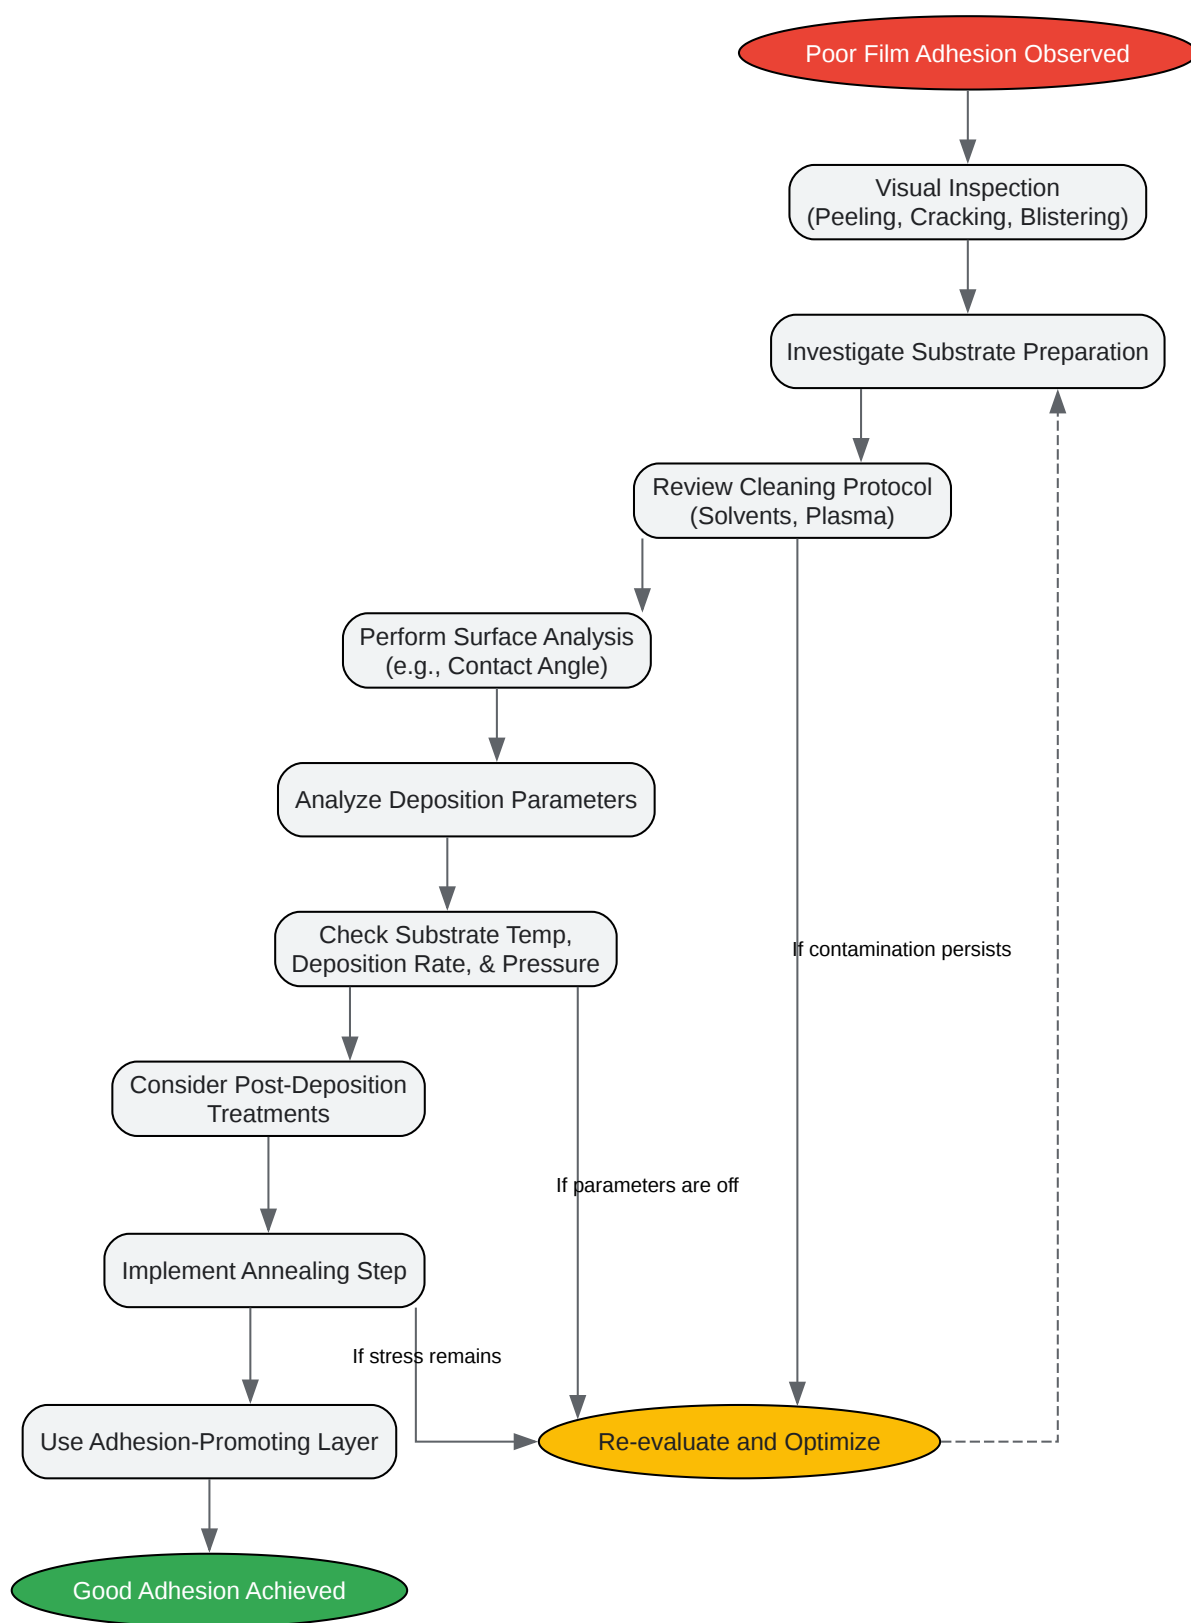 Poor Film Adhesion Observed
Visual Inspection
(Peeling, Cracking, Blistering)
Investigate Substrate Preparation
Review Cleaning Protocol
(Solvents, Plasma)
Perform Surface Analysis
(e.g., Contact Angle)
Analyze Deposition Parameters
Check Substrate Temp,
Deposition Rate, & Pressure
If contamination persists
Consider Post-Deposition
Treatments
If parameters are off
Implement Annealing Step
If stress remains
Use Adhesion-Promoting Layer
Re-evaluate and Optimize
Good Adhesion Achieved